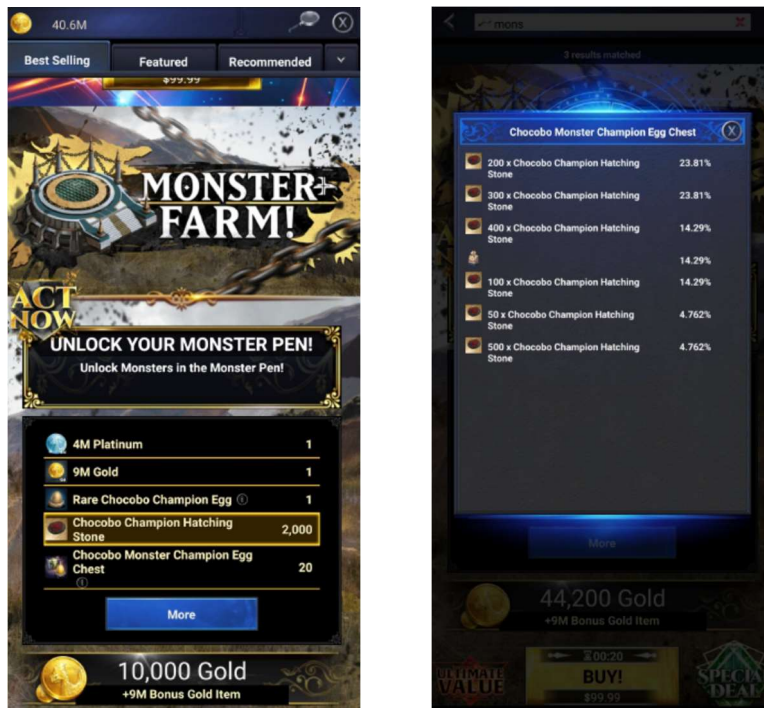 40.6M
Best Selling
Featured
Recommended
$99.99
MONSTER+
FARM!
ACT
NOW
UNLOCK YOUR MONSTER PEN!
Unlock Monsters in the Monster Pen!
4M Platinum 1
9M Gold 1
Rare Chocobo Champion Egg 1
Chocobo Champion Hatching
Stone 2,000
Chocobo Monster Champion Egg
Chest 20
More
10,000 Gold
+9M Bonus Gold Item
mons
3 results matched
Chocobo Monster Champion Egg Chest X
200 x Chocobo Champion Hatching
Stone 23.81%
300 x Chocobo Champion Hatching
Stone 23.81%
400 x Chocobo Champion Hatching
Stone 14.29%
14.29%
100 x Chocobo Champion Hatching
Stone 14.29%
50 x Chocobo Champion Hatching
Stone 4.762%
500 x Chocobo Champion Hatching
Stone 4.762%
More
44,200 Gold
+9M Bonus Gold Item
ULTIMATE
VALUE
00:20
BUY!
$99.99
SPECIAL
DEAL